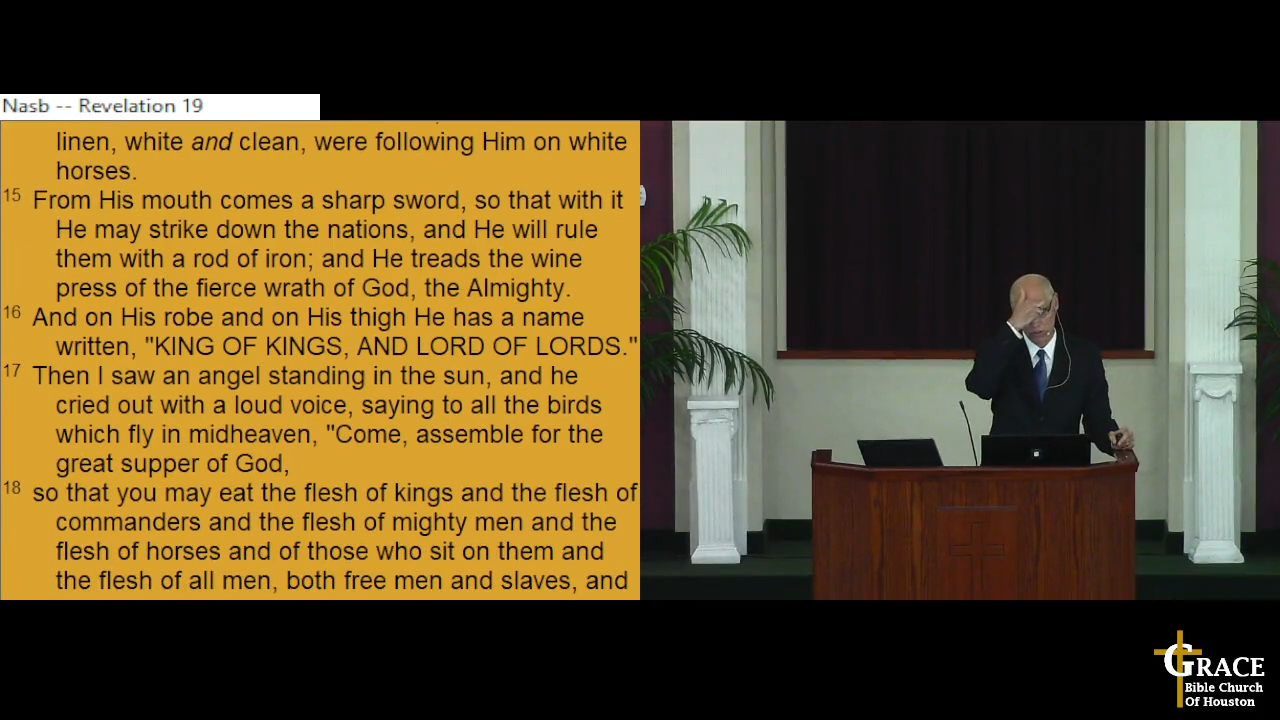 Nasb -- Revelation 19
linen, white and clean, were following Him on white
horses.
15 From His mouth comes a sharp sword, so that with it
He may strike down the nations, and He will rule
them with a rod of iron; and He treads the wine
press of the fierce wrath of God, the Almighty.
16 And on His robe and on His thigh He has a name
written, "KING OF KINGS, AND LORD OF LORDS."
17 Then I saw an angel standing in the sun, and he
cried out with a loud voice, saying to all the birds
which fly in midheaven, "Come, assemble for the
great supper of God,
18 so that you may eat the flesh of kings and the flesh of
commanders and the flesh of mighty men and the
flesh of horses and of those who sit on them and
the flesh of all men, both free men and slaves, and
GRACE
Bible Church
Of Houston